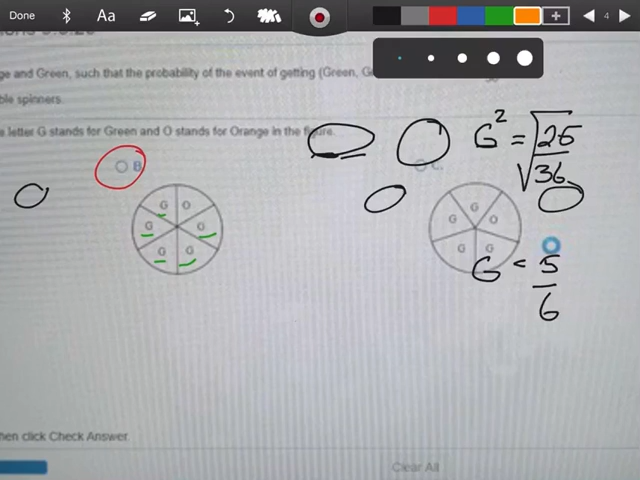 Done Aa 4
ge and Green, such that the probability of the event of getting (Green, G
ble spinners.
e letter G stands for Green and O stands for Orange in the figure.
B. C.
G² = √25
√36
G O
G O
G G
G
G O
G O
G G
G = 5
6
hen click Check Answer.
Clear All